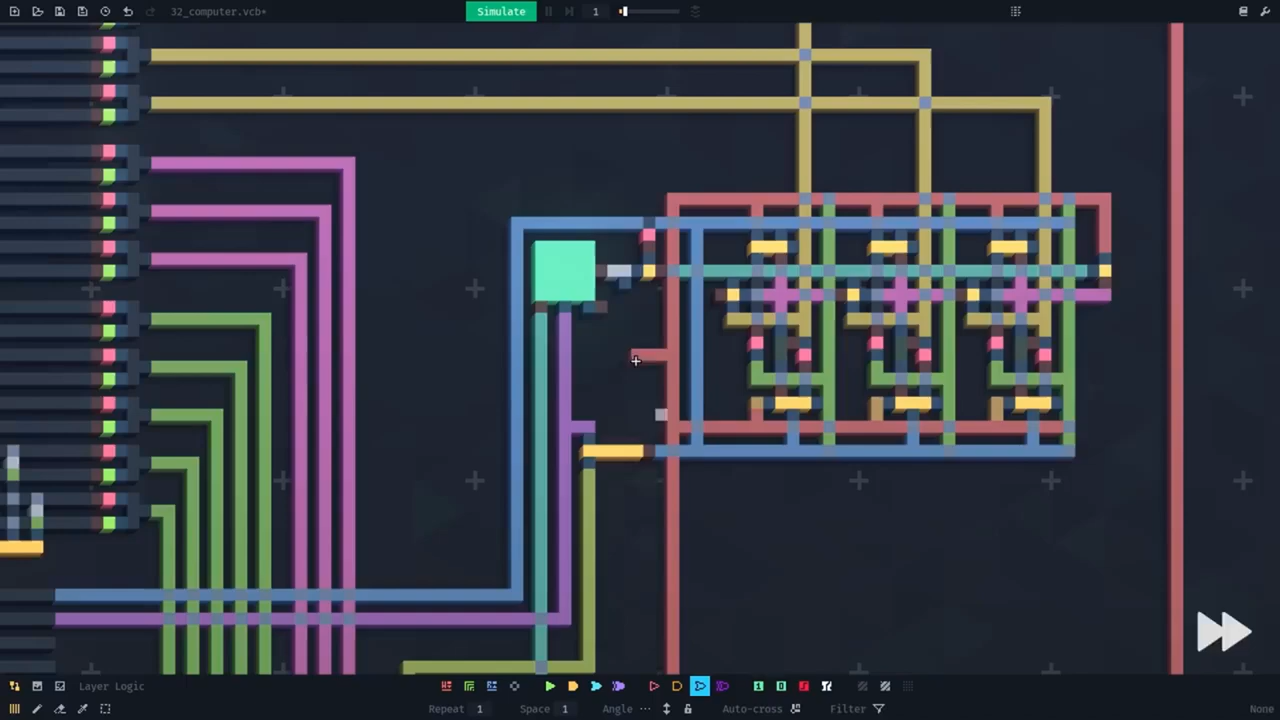 32_computer.vcb+
Simulate
1
Layer Logic
Repeat 1
Space 1
Angle
Auto-cross
Filter
None